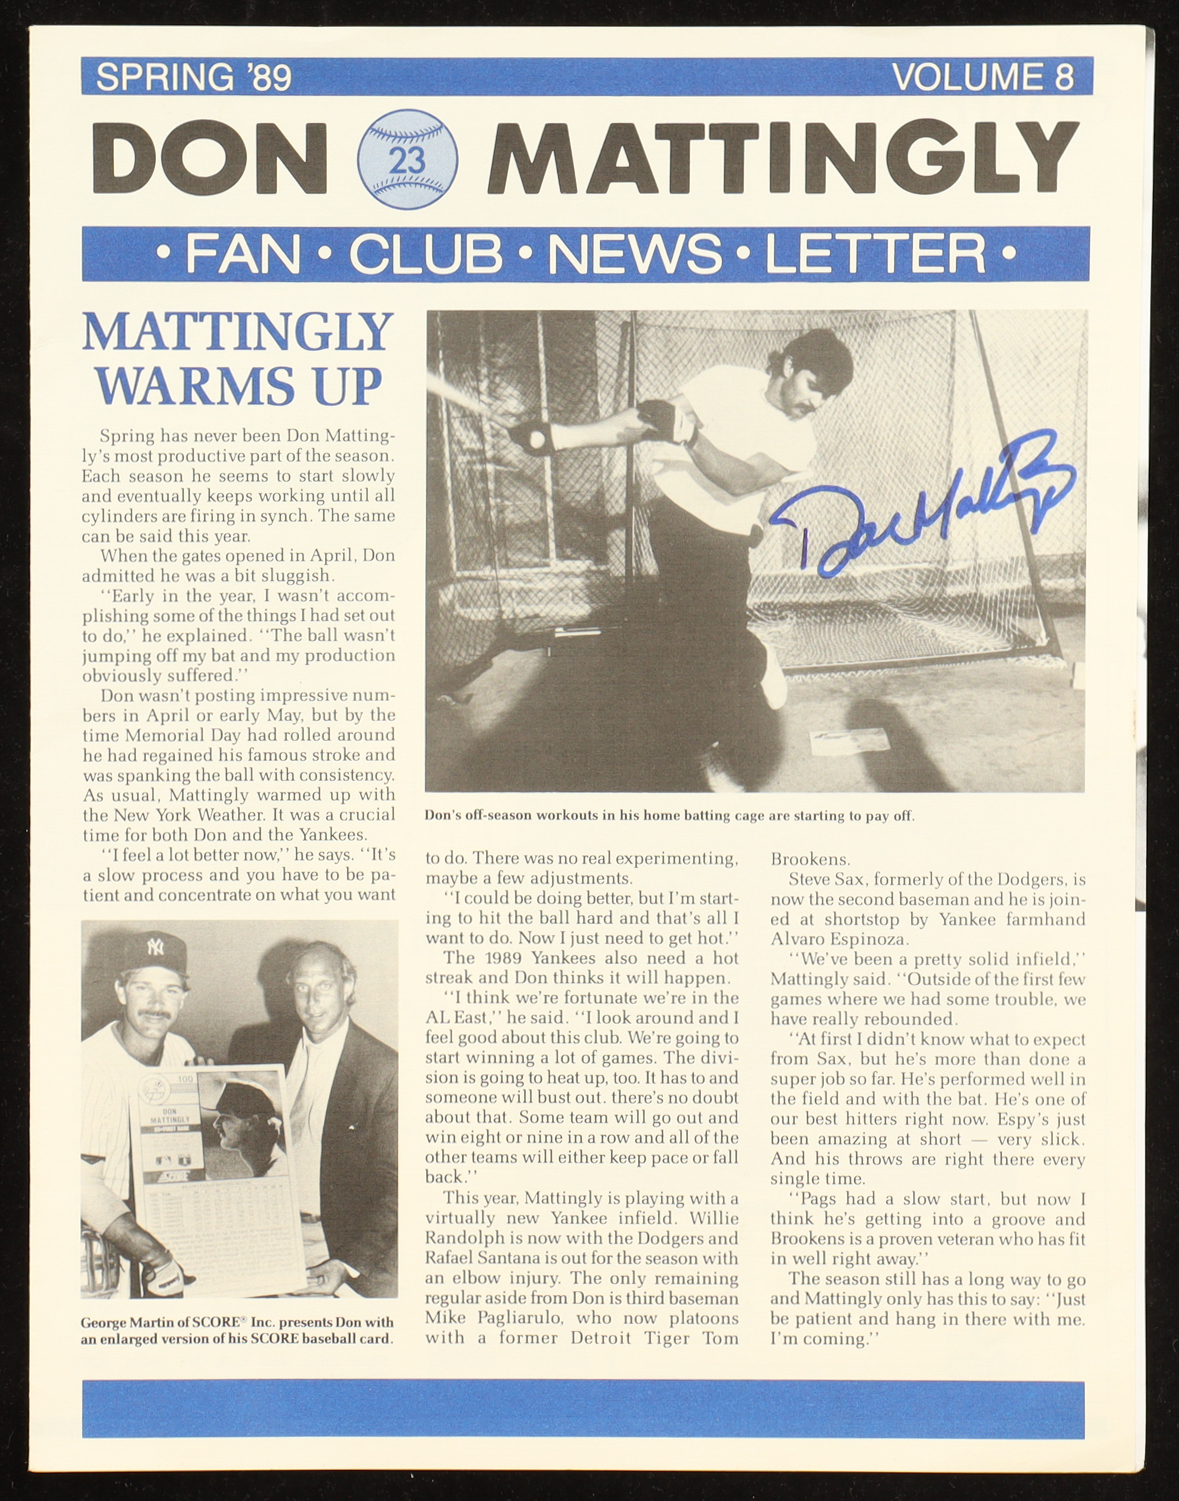 SPRING '89
VOLUME 8
DON 23 MATTINGLY
• FAN • CLUB • NEWS • LETTER •
MATTINGLY
WARMS UP
Spring has never been Don Matting-
ly's most productive part of the season.
Each season he seems to start slowly
and eventually keeps working until all
cylinders are firing in synch. The same
can be said this year.
When the gates opened in April, Don
admitted he was a bit sluggish.
"Early in the year, I wasn't accom-
plishing some of the things I had set out
to do," he explained. "The ball wasn't
jumping off my bat and my production
obviously suffered."
Don wasn't posting impressive num-
bers in April or early May, but by the
time Memorial Day had rolled around
he had regained his famous stroke and
was spanking the ball with consistency.
As usual, Mattingly warmed up with
the New York Weather. It was a crucial
time for both Don and the Yankees.
"I feel a lot better now," he says. "It's
a slow process and you have to be pa-
tient and concentrate on what you want
Don Mattingly
Don's off-season workouts in his home batting cage are starting to pay off.
NY
100
DON
MATTINGLY
SCORE
George Martin of SCORE® Inc. presents Don with
an enlarged version of his SCORE baseball card.
to do. There was no real experimenting,
maybe a few adjustments.
"I could be doing better, but I'm start-
ing to hit the ball hard and that's all I
want to do. Now I just need to get hot."
The 1989 Yankees also need a hot
streak and Don thinks it will happen.
"I think we're fortunate we're in the
AL East," he said. "I look around and I
feel good about this club. We're going to
start winning a lot of games. The divi-
sion is going to heat up, too. It has to and
someone will bust out. there's no doubt
about that. Some team will go out and
win eight or nine in a row and all of the
other teams will either keep pace or fall
back."
This year, Mattingly is playing with a
virtually new Yankee infield. Willie
Randolph is now with the Dodgers and
Rafael Santana is out for the season with
an elbow injury. The only remaining
regular aside from Don is third baseman
Mike Pagliarulo, who now platoons
with a former Detroit Tiger Tom
Brookens.
Steve Sax, formerly of the Dodgers, is
now the second baseman and he is join-
ed at shortstop by Yankee farmhand
Alvaro Espinoza.
"We've been a pretty solid infield,"
Mattingly said. "Outside of the first few
games where we had some trouble, we
have really rebounded.
"At first I didn't know what to expect
from Sax, but he's more than done a
super job so far. He's performed well in
the field and with the bat. He's one of
our best hitters right now. Espy's just
been amazing at short — very slick.
And his throws are right there every
single time.
"Pags had a slow start, but now I
think he's getting into a groove and
Brookens is a proven veteran who has fit
in well right away."
The season still has a long way to go
and Mattingly only has this to say: "Just
be patient and hang in there with me.
I'm coming."